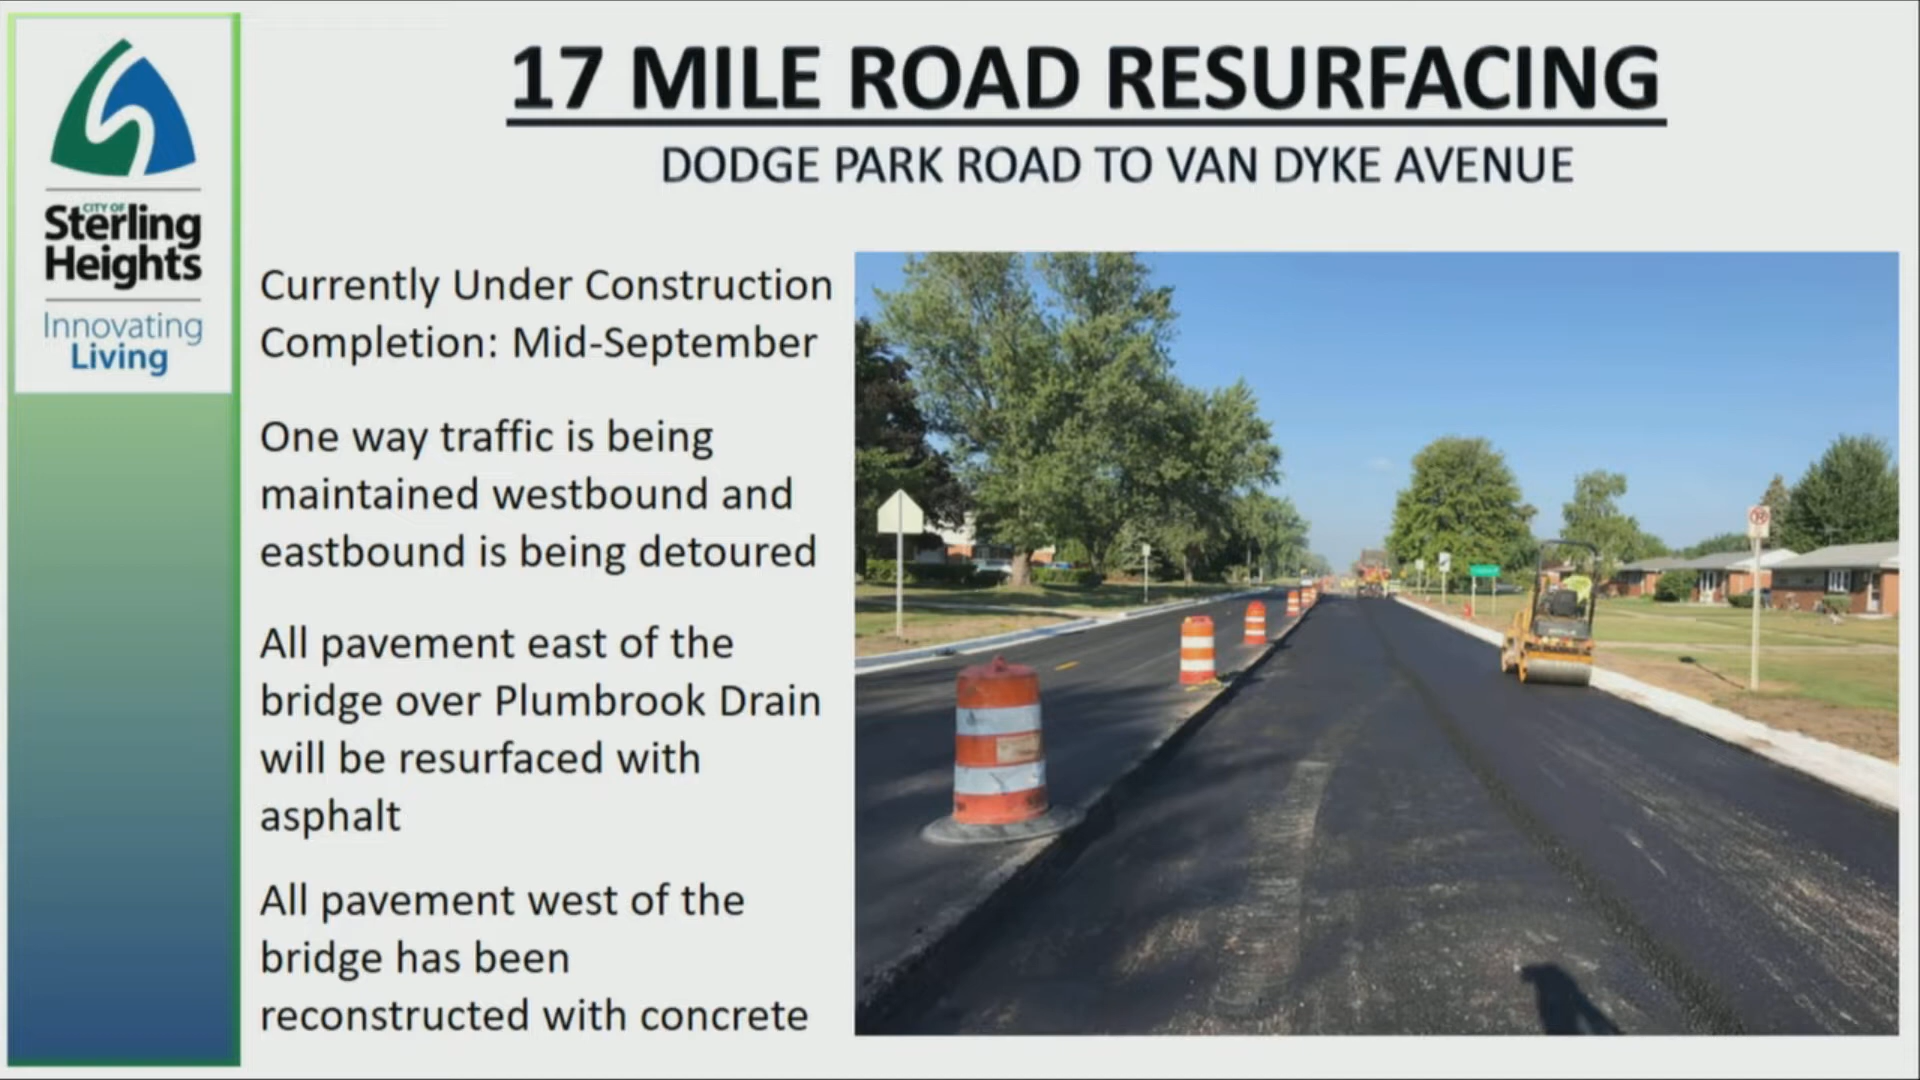 17 MILE ROAD RESURFACING
DODGE PARK ROAD TO VAN DYKE AVENUE
CITY OF
Sterling
Heights
Innovating
Living
Currently Under Construction
Completion: Mid-September
One way traffic is being
maintained westbound and
eastbound is being detoured
All pavement east of the
bridge over Plumbrook Drain
will be resurfaced with
asphalt
All pavement west of the
bridge has been
reconstructed with concrete